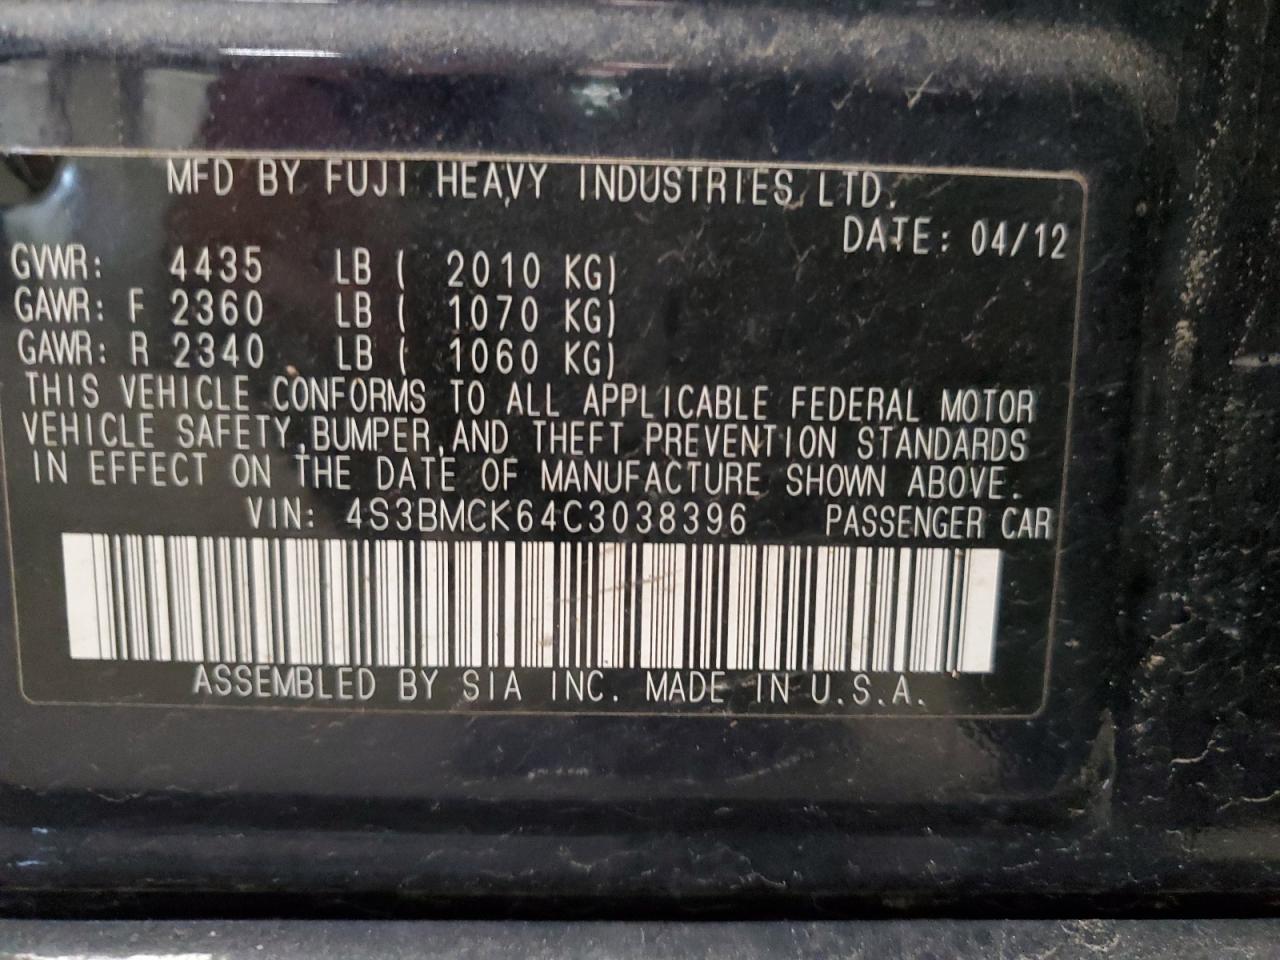 MFD BY FUJI HEAVY INDUSTRIES LTD.
DATE: 04/12
GVWR: 4435 LB ( 2010 KG)
GAWR: F 2360 LB ( 1070 KG)
GAWR: R 2340 LB ( 1060 KG)
THIS VEHICLE CONFORMS TO ALL APPLICABLE FEDERAL MOTOR
VEHICLE SAFETY,BUMPER,AND THEFT PREVENTION STANDARDS
IN EFFECT ON THE DATE OF MANUFACTURE SHOWN ABOVE.
VIN: 4S3BMCK64C3038396 PASSENGER CAR
ASSEMBLED BY SIA INC. MADE IN U.S.A.